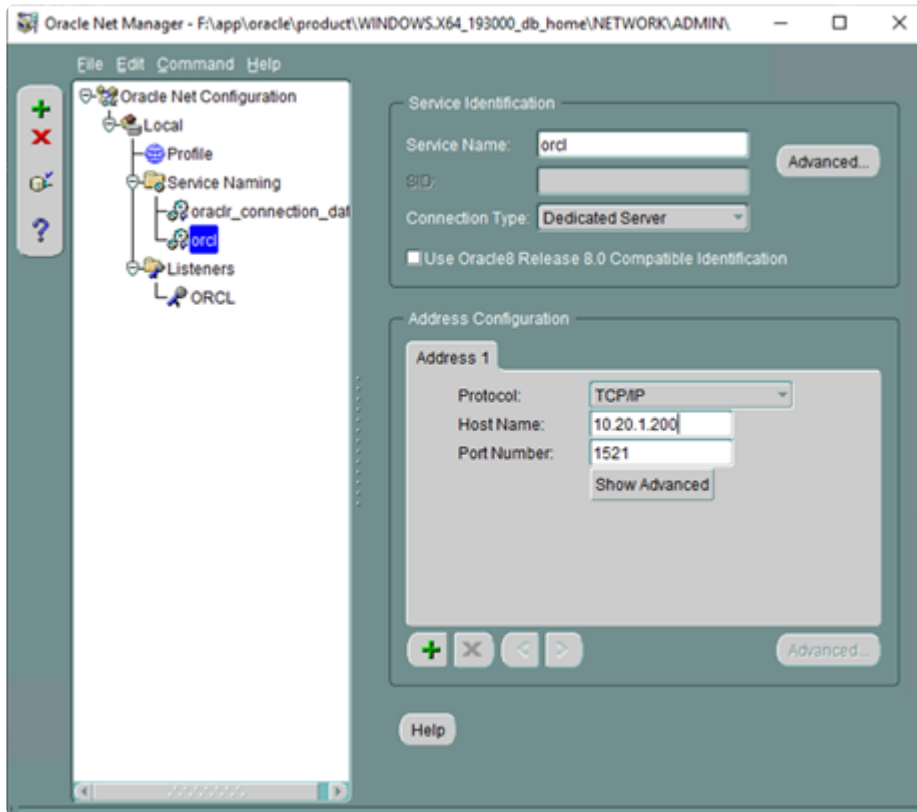 Oracle Net Manager - F:\app\oracle\product\WINDOWS.X64_193000_db_home\NETWORK\ADMIN\
File Edit Command Help
Oracle Net Configuration
Local
Profile
Service Naming
oraclr_connection_dat
orcl
Listeners
ORCL
Service Identification
Service Name: orcl
Advanced...
SID:
Connection Type: Dedicated Server
Use Oracle8 Release 8.0 Compatible Identification
Address Configuration
Address 1
Protocol: TCP/IP
Host Name: 10.20.1.200
Port Number: 1521
Show Advanced
Advanced...
Help